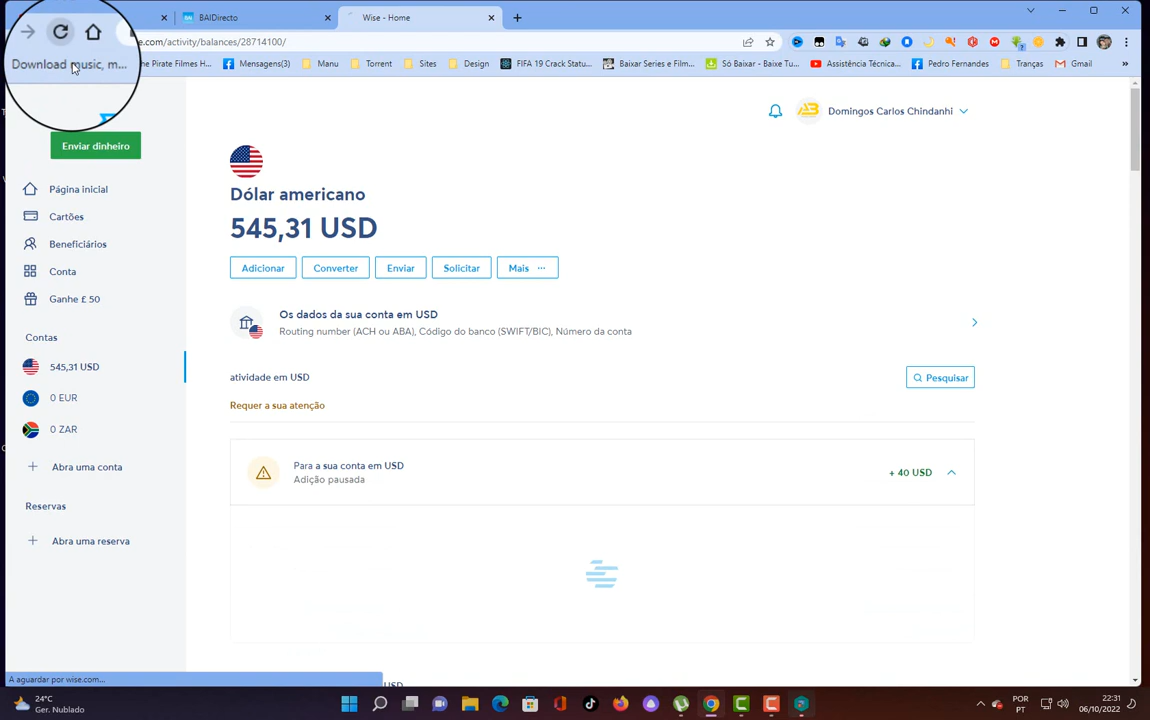 BAIDirecto
Wise - Home
e.com/activity/balances/28714100/
Download music, m...
he Pirate Filmes H...
Mensagens(3)
Manu
Torrent
Sites
Design
FIFA 19 Crack Statu...
Baixar Series e Film...
Só Baixar - Baixe Tu...
Assistência Técnica...
Pedro Fernandes
Tranças
Gmail
»
Domingos Carlos Chindanhi
Enviar dinheiro
Página inicial
Cartões
Beneficiários
Conta
Ganhe £ 50
Contas
545,31 USD
0 EUR
0 ZAR
Abra uma conta
Reservas
Abra uma reserva
Dólar americano
545,31 USD
Adicionar
Converter
Enviar
Solicitar
Mais ...
Os dados da sua conta em USD
Routing number (ACH ou ABA), Código do banco (SWIFT/BIC), Número da conta
atividade em USD
Pesquisar
Requer a sua atenção
Para a sua conta em USD
Adição pausada
+ 40 USD
A aguardar por wise.com...
USD
24°C
Ger. Nublado
POR
PT
22:31
06/10/2022